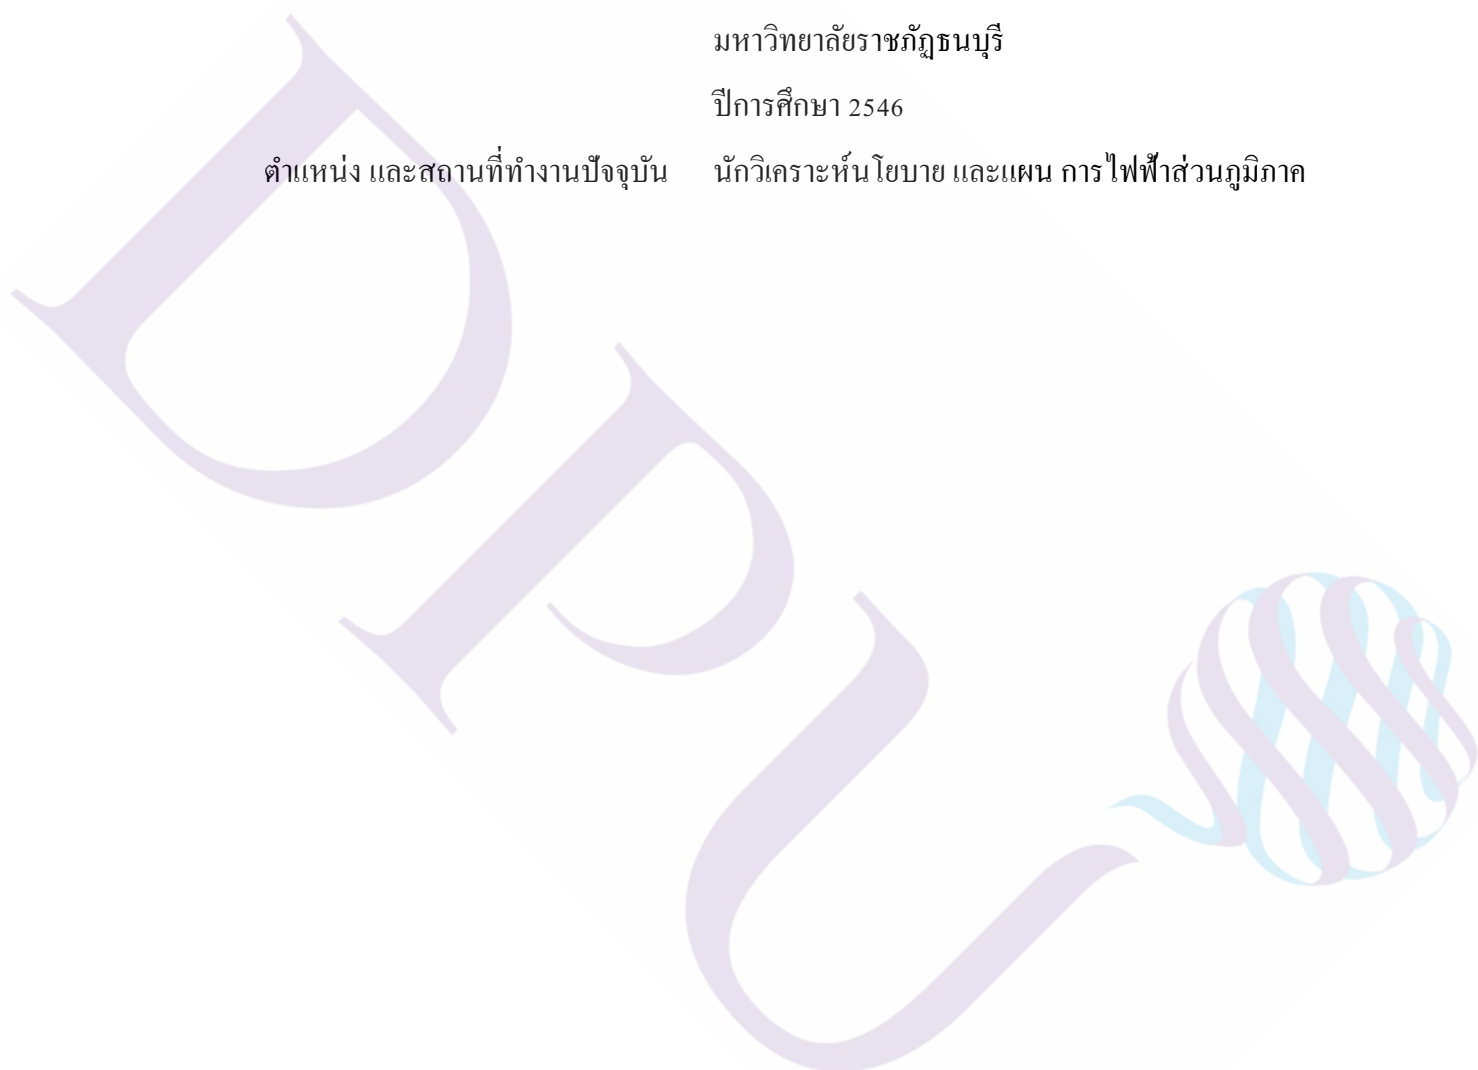 มหาวิทยาลัยราชภัฏธนบุรี
ปีการศึกษา 2546
ตำแหน่ง และสถานที่ทำงานปัจจุบัน นักวิเคราะห์นโยบาย และแผน การไฟฟ้าส่วนภูมิภาค
DPU